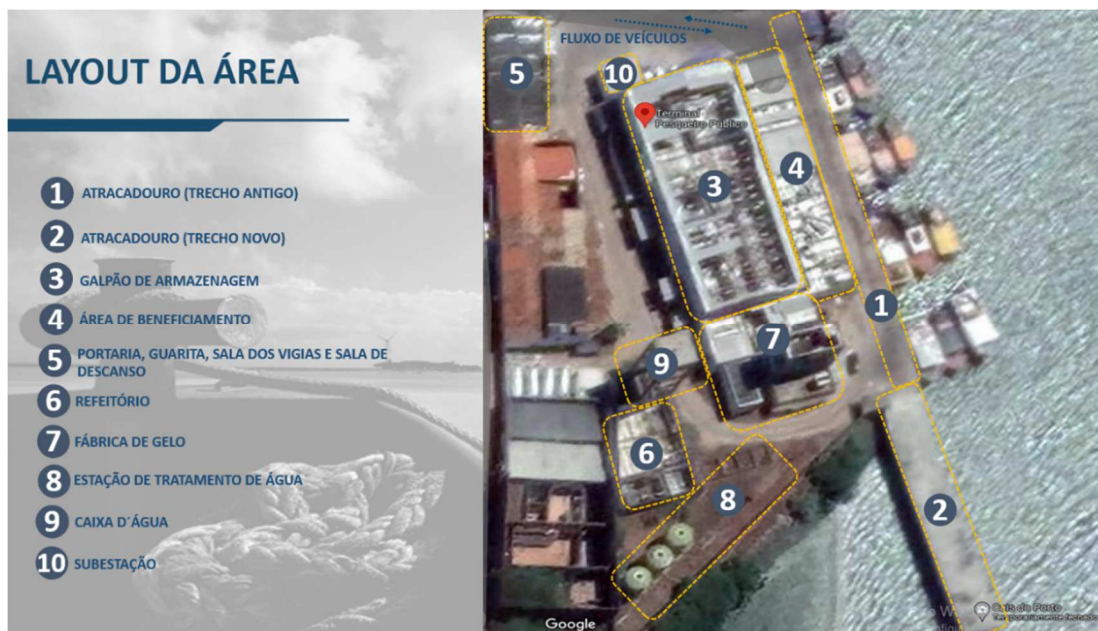 LAYOUT DA ÁREA
1 ATRACADOURO (TRECHO ANTIGO)
2 ATRACADOURO (TRECHO NOVO)
3 GALPÃO DE ARMAZENAGEM
4 ÁREA DE BENEFICIAMENTO
5 PORTARIA, GUARITA, SALA DOS VIGIAS E SALA DE
DESCANSO
6 REFEITÓRIO
7 FÁBRICA DE GELO
8 ESTAÇÃO DE TRATAMENTO DE ÁGUA
9 CAIXA D´ÁGUA
10 SUBESTAÇÃO
FLUXO DE VEÍCULOS
5
10
Terminal
Pesqueiro Público
3
4
1
7
9
6
8
2
Cais do Porto
Temporariamente fechado
Google